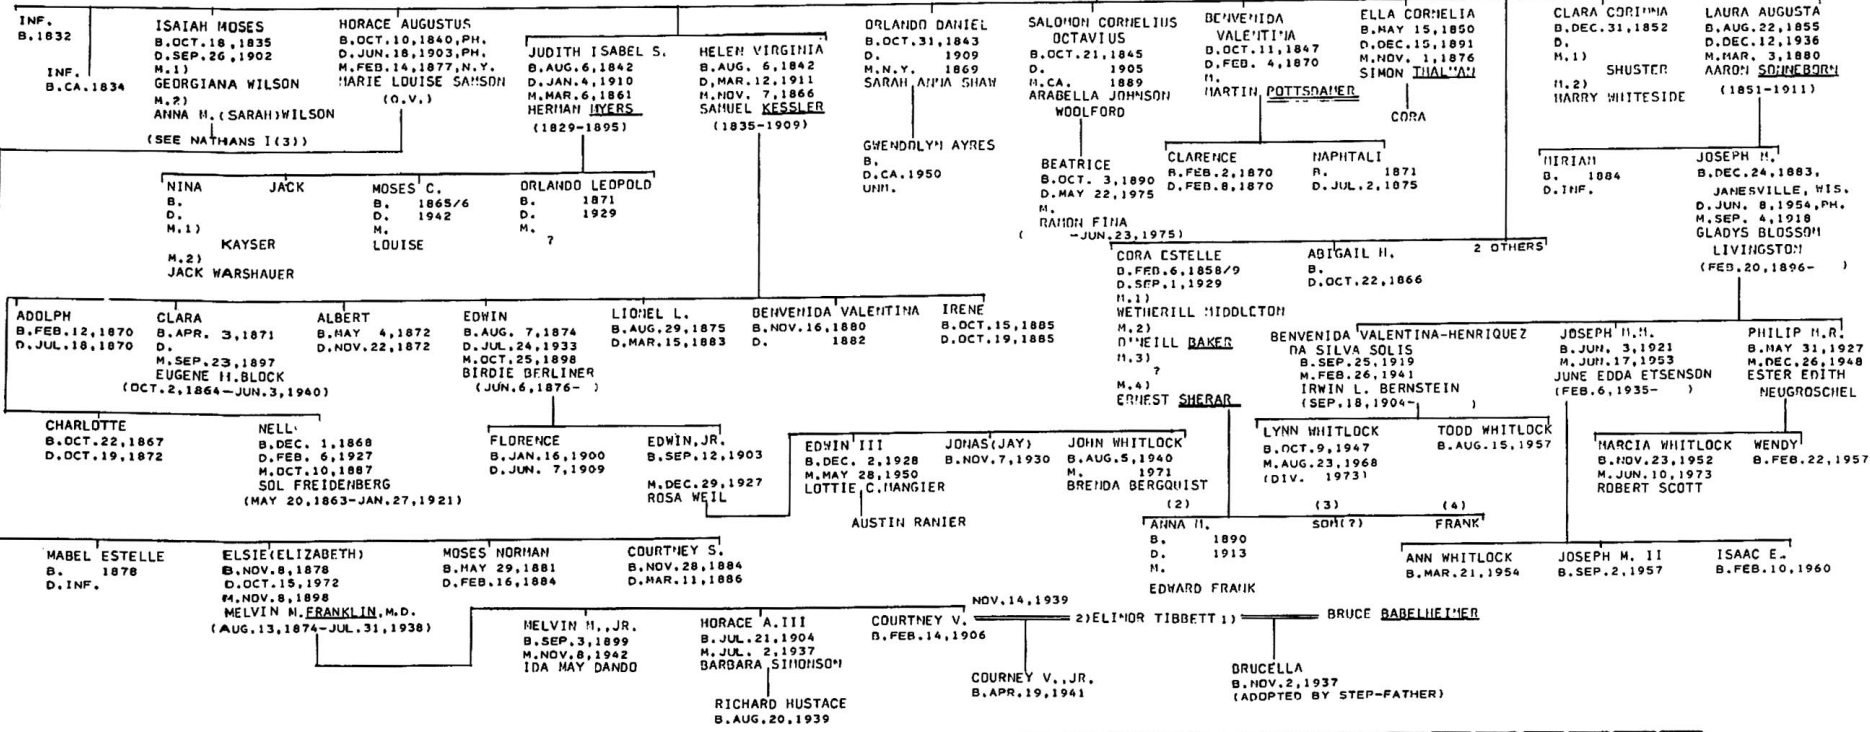 INF.
B.1832
INF.
B.CA.1834
ISAIAH MOSES
B.OCT.18,1835
D.SEP.26,1902
M.1)
GEORGIANA WILSON
M.2)
ANNA M.(SARAH)WILSON
(SEE NATHANS I(3))
HORACE AUGUSTUS
B.OCT.10,1840,PH.
D.JUN.18,1903,PH.
M.FEB.14,1877,N.Y.
MARIE LOUISE SAMSON
(O.V.)
JUDITH ISABEL S.
B.AUG.6,1842
D.JAN.4,1910
M.MAR.6,1861
HERMAN MYERS
(1829-1895)
HELEN VIRGINIA
B.AUG. 6,1842
D,MAR.12,1911
M.NOV. 7,1866
SAMUEL KESSLER
(1835-1909)
ORLANDO DANIEL
B.OCT.31,1843
D. 1909
M.N.Y. 1869
SARAH ANNA SHAW
GWENDOLYN AYRES
B.
D.CA.1950
UNM.
SALOMON CORNELIUS
OCTAVIUS
B.OCT.21,1845
D. 1905
M.CA. 1889
ARABELLA JOHNSON
WOOLFORD
BEATRICE
B.OCT. 3,1890
D.MAY 22,1975
M.
RAMON FINA
( -JUN.23,1975)
BENVENIDA
VALENTINA
B.OCT.11,1847
D.FEB. 4,1870
M.
MARTIN POTTSDAMER
CLARENCE
B.FEB.2,1870
D.FEB.8,1870
NAPHTALI
B. 1871
D.JUL.2,1875
ELLA CORNELIA
B.MAY 15,1850
D.DEC.15,1891
M.NOV. 1,1876
SIMON THALMAN
CORA
CLARA CORINNA
B.DEC.31,1852
D.
M.1)
SHUSTER
M.2)
HARRY WHITESIDE
LAURA AUGUSTA
B.AUG.22,1855
D.DEC.12,1936
M.MAR. 3,1880
AARON SONNEBORN
(1851-1911)
MIRIAM
B. 1884
D.INF.
JOSEPH M.
B.DEC.24,1883,
JANESVILLE, WIS.
D.JUN. 8,1954,PH.
M.SEP. 4,1918
GLADYS BLOSSOM
LIVINGSTON
(FEB.20,1896- )
NINA
B.
D.
M.1)
KAYSER
M.2)
JACK WARSHAUER
JACK
MOSES C.
B. 1865/6
D. 1942
M.
LOUISE
ORLANDO LEOPOLD
B. 1871
D. 1929
M.
?
CORA ESTELLE
B.FEB.6,1858/9
D.SEP.1,1929
M.1)
WETHERILL MIDDLETON
M.2)
O'NEILL BAKER
M.3)
?
M.4)
ERNEST SHERAR
ABIGAIL H.
B.
D.OCT.22,1866
2 OTHERS
ADOLPH
B.FEB.12,1870
D.JUL.18,1870
CLARA
B.APR. 3,1871
D.
M.SEP.23,1897
EUGENE H.BLOCK
(OCT.2,1864-JUN.3,1940)
ALBERT
B.MAY 4,1872
D.NOV.22,1872
EDWIN
B.AUG. 7,1874
D.JUL.24,1933
M.OCT.25,1898
BIRDIE BERLINER
(JUN.6,1876- )
LIONEL L.
B.AUG.29,1875
D.MAR.15,1883
BENVENIDA VALENTINA
B.NOV.16,1880
D. 1882
IRENE
B.OCT.15,1885
D.OCT.19,1885
BENVENIDA VALENTINA-HENRIQUEZ
DA SILVA SOLIS
B.SEP.25,1919
M.FEB.26,1941
IRWIN L. BERNSTEIN
(SEP.18,1904- )
JOSEPH M.M.
B.JUN. 3,1921
M.JUN.17,1953
JUNE EDDA ETSENSON
(FEB.6,1935- )
PHILIP M.R.
B.MAY 31,1927
M.DEC.26,1948
ESTER EDITH
NEUGROSCHEL
CHARLOTTE
B.OCT.22,1867
D.OCT.19,1872
NELL
B.DEC. 1,1868
D.FEB. 6,1927
M.OCT.10,1887
SOL FREIDENBERG
(MAY 20,1863-JAN.27,1921)
FLORENCE
B.JAN.16,1900
D.JUN. 7,1909
EDWIN,JR.
B.SEP.12,1903
M.DEC.29,1927
ROSA WEIL
EDWIN III
B.DEC. 2,1928
M.MAY 28,1950
LOTTIE C.MANGIER
AUSTIN RANIER
JONAS(JAY)
B.NOV.7,1930
JOHN WHITLOCK
B.AUG.5,1940
M. 1971
BRENDA BERGQUIST
LYNN WHITLOCK
B.OCT.9,1947
M.AUG.23,1968
(DIV. 1973)
TODD WHITLOCK
B.AUG.15,1957
MARCIA WHITLOCK
B.NOV.23,1952
M.JUN.10,1973
ROBERT SCOTT
WENDY
B.FEB.22,1957
(2)
ANNA M.
B. 1890
D. 1913
M.
EDWARD FRANK
(3)
SON(?)
(4)
FRANK
ANN WHITLOCK
B.MAR.21,1954
JOSEPH M. II
B.SEP.2,1957
ISAAC E.
B.FEB.10,1960
MABEL ESTELLE
B. 1878
D.INF.
ELSIE(ELIZABETH)
B.NOV.8,1878
D.OCT.15,1972
M.NOV.8,1898
MELVIN M.FRANKLIN,M.D.
(AUG.13,1874-JUL.31,1938)
MOSES NORMAN
B.MAY 29,1881
D.FEB.16,1884
COURTNEY S.
B.NOV.28,1884
D.MAR.11,1886
MELVIN M.,JR.
B.SEP.3,1899
M.NOV.8,1942
IDA MAY DANDO
HORACE A.III
B.JUL.21,1904
M.JUL. 2,1937
BARBARA SIMONSON
RICHARD HUSTACE
B.AUG.20,1939
COURTNEY V.
B.FEB.14,1906
NOV.14,1939
2)ELINOR TIBBETT 1)
BRUCE BABELHEIMER
COURNEY V.,JR.
B.APR.19,1941
BRUCELLA
B.NOV.2,1937
(ADOPTED BY STEP-FATHER)